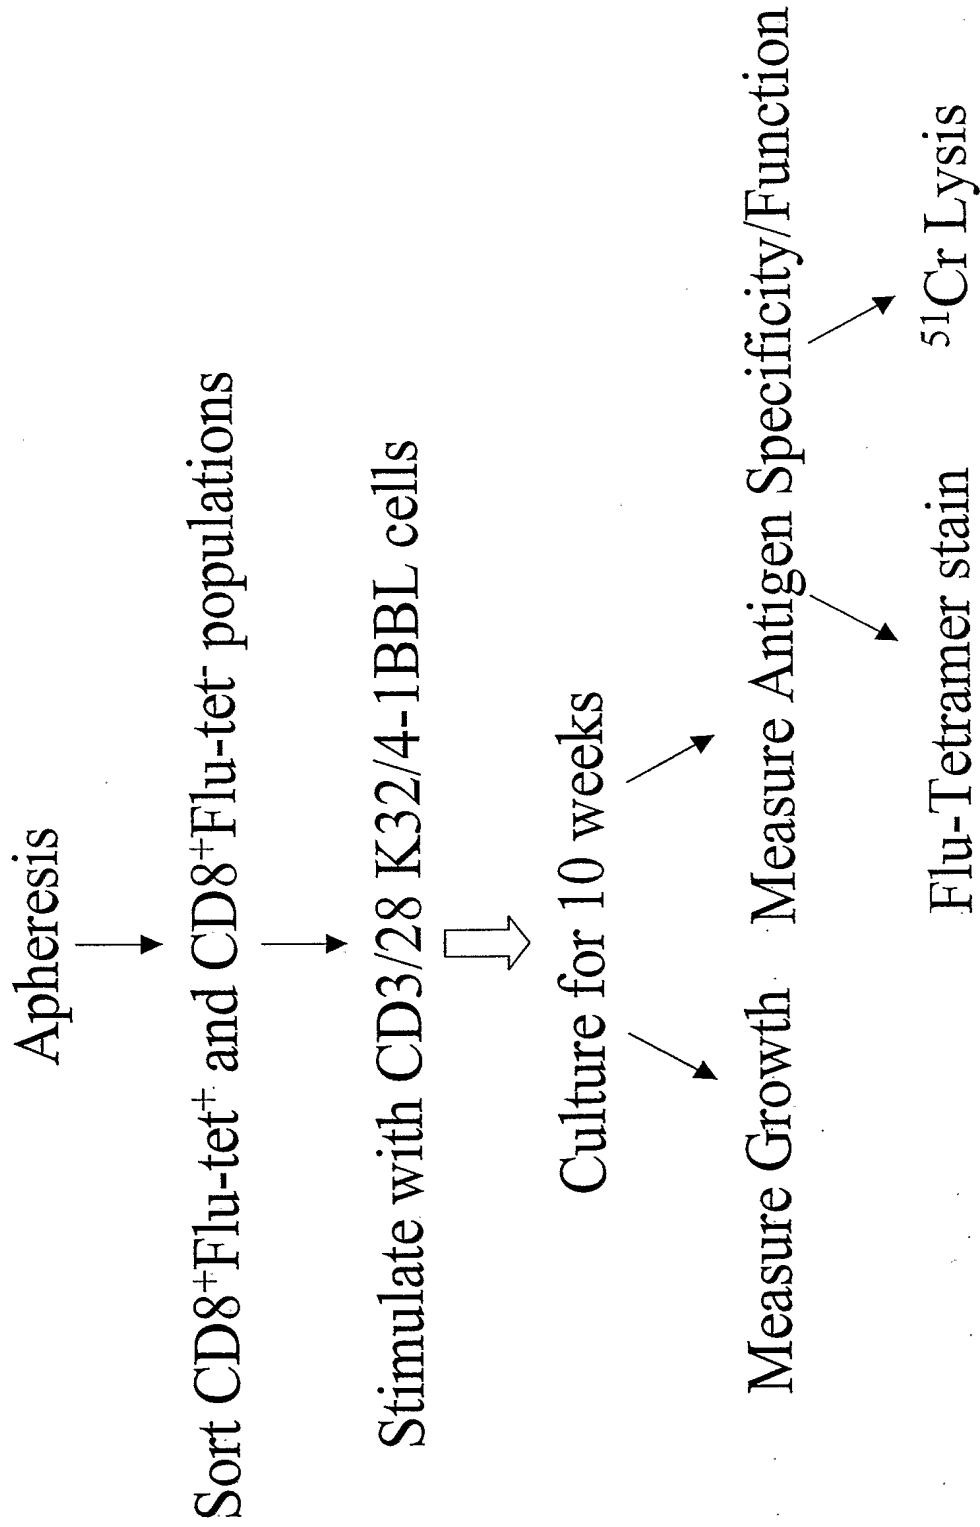 Apheresis
Sort CD8⁺Flu-tet⁺ and CD8⁺Flu-tet⁻ populations
Stimulate with CD3/28 K32/4-1BBL cells
Culture for 10 weeks
Measure Growth Measure Antigen Specificity/Function
Flu-Tetramer stain ⁵¹Cr Lysis